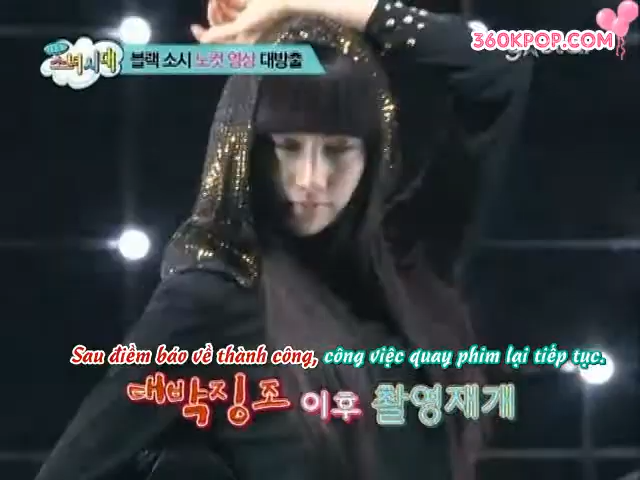 소녀시대
블랙 소시 노컷 영상 대방출
360KPOP.COM
Sau điềm báo về thành công, công việc quay phim lại tiếp tục.
대박징조 이후 촬영재개